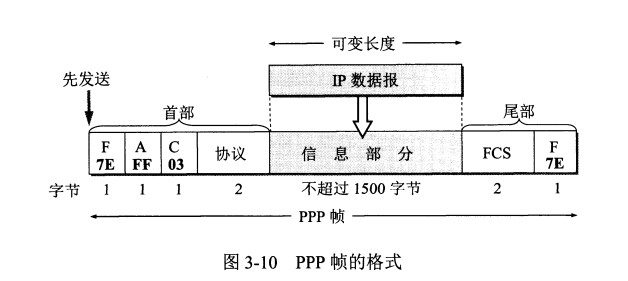 可变长度
先发送
IP 数据报
首部
尾部
F 7E
A FF
C 03
协议
信息部分
FCS
F 7E
字节 1 1 1 2 不超过 1500 字节 2 1
PPP 帧
图 3-10 PPP 帧的格式